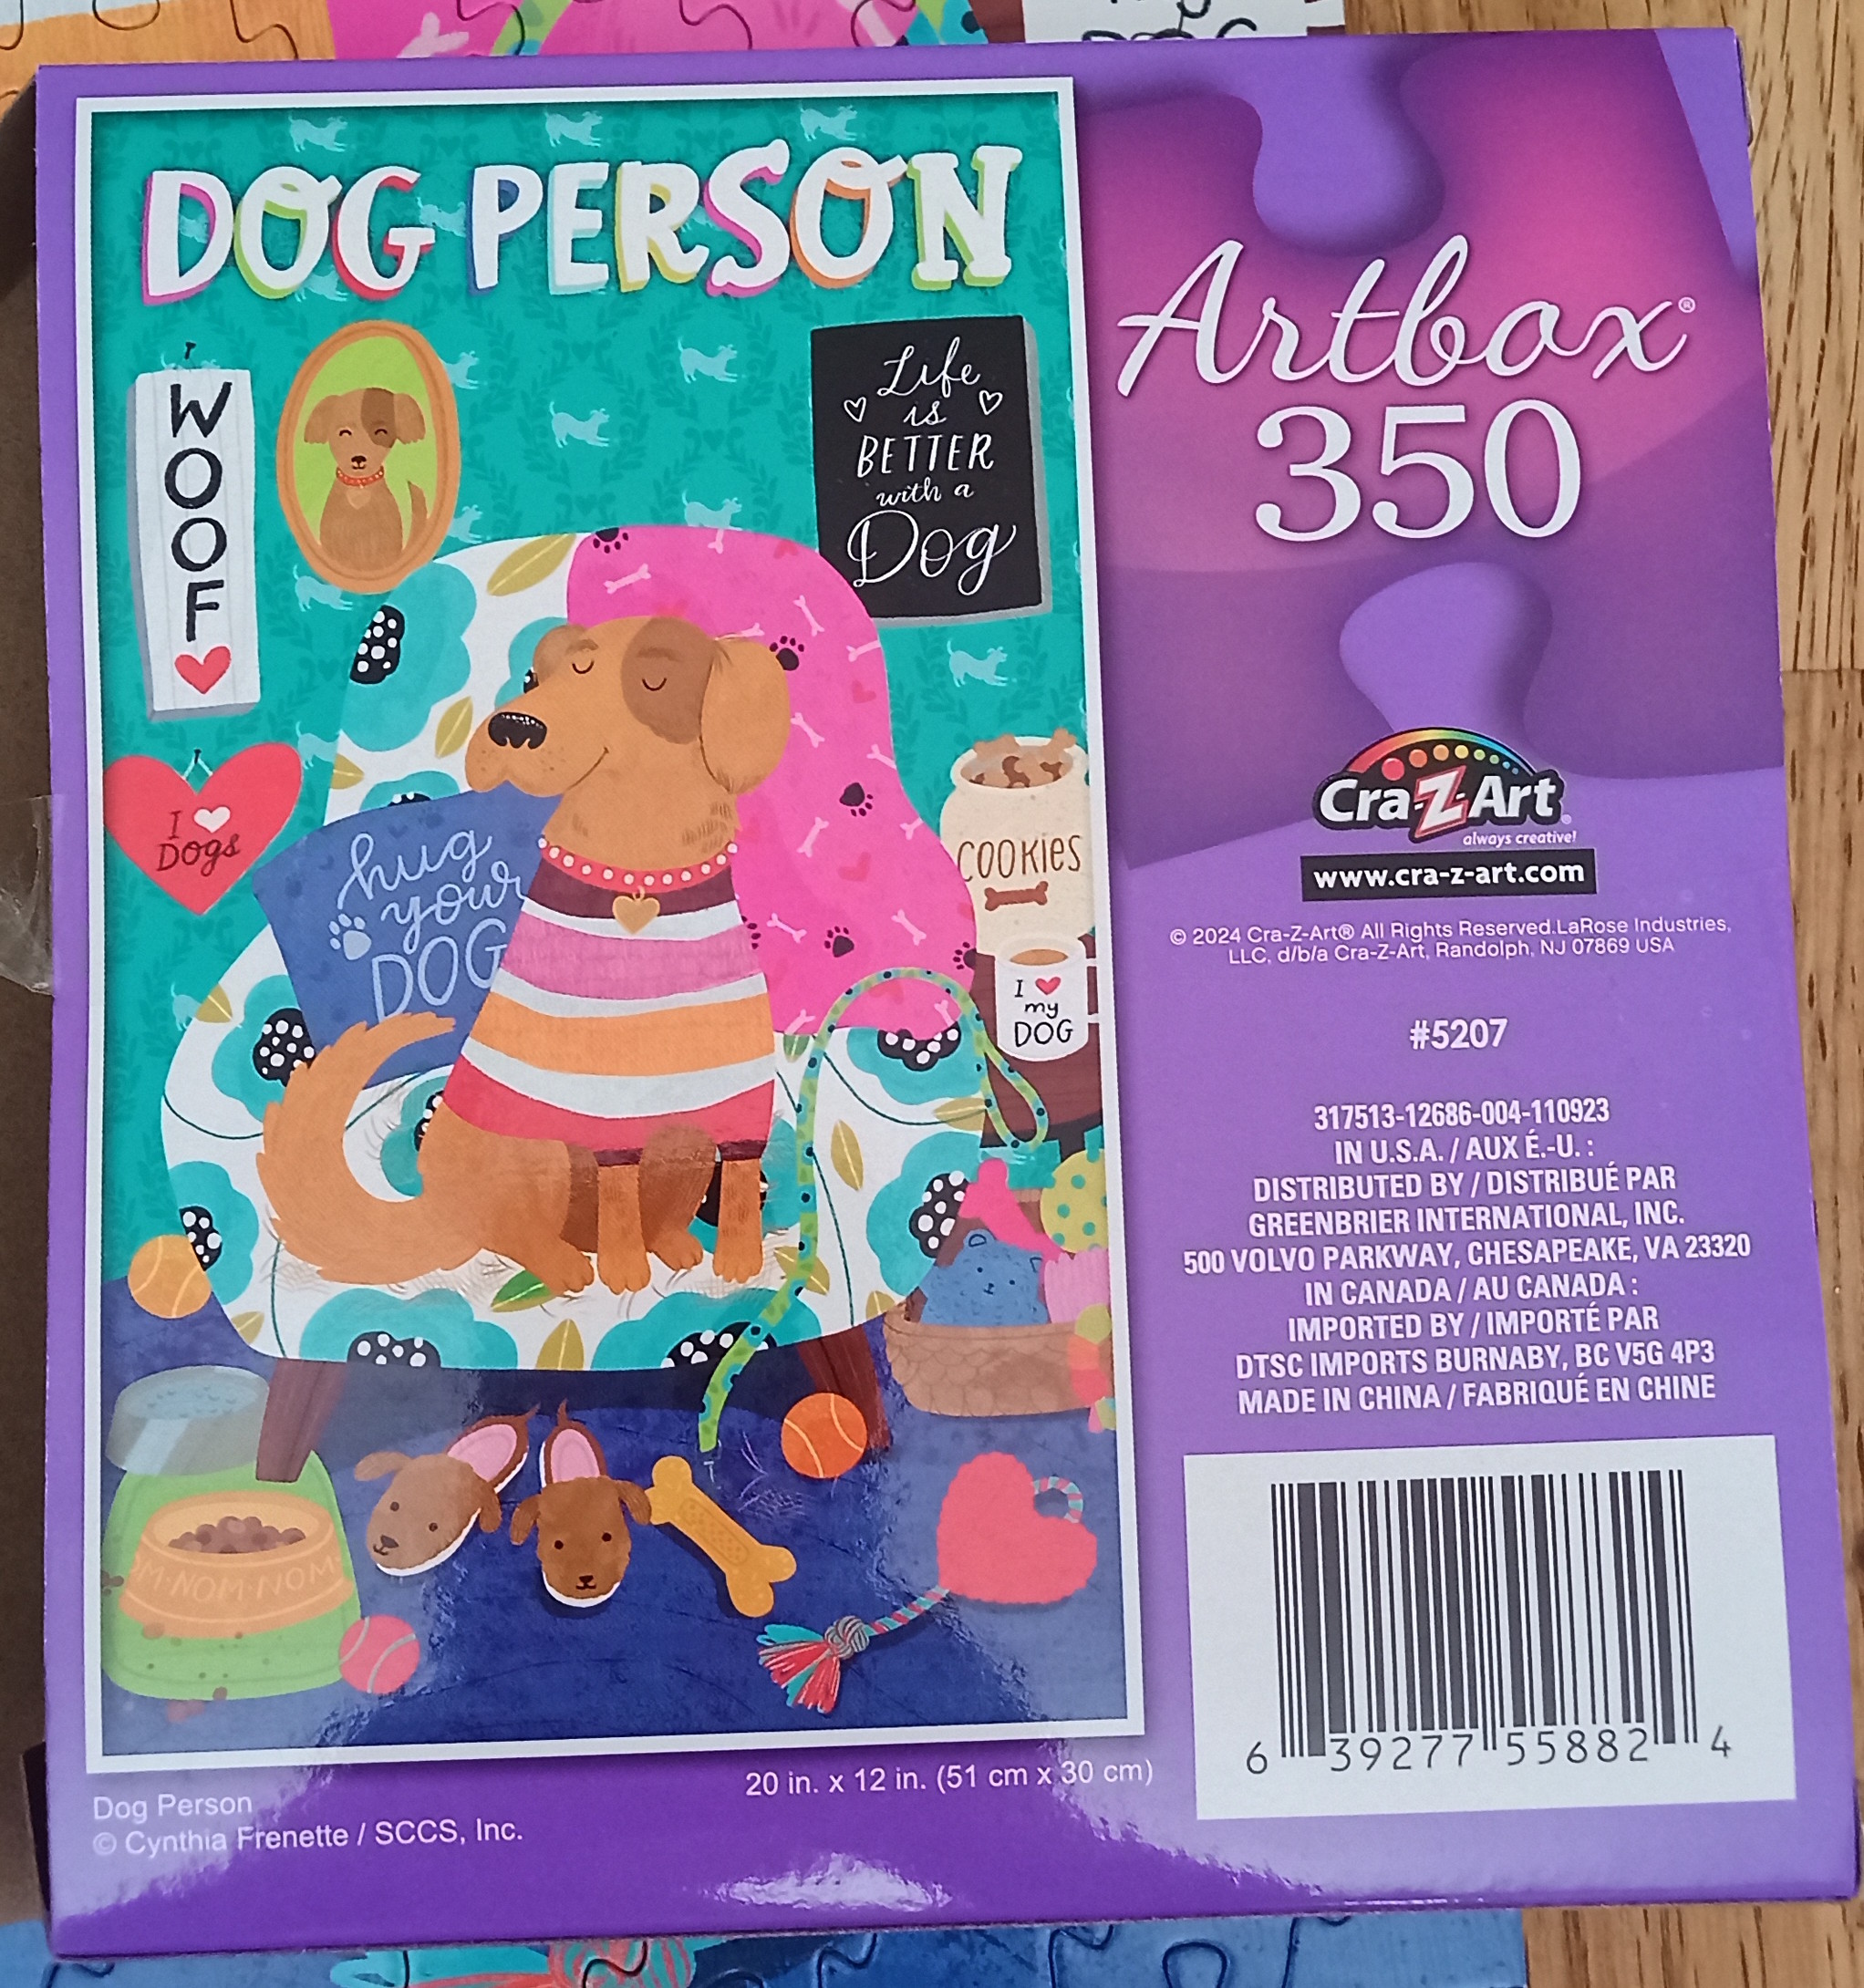 DOG PERSON
WOOF
Life
is
BETTER
with a
Dog
I ♥
DOGS
hug
your
DOG
COOKIES
I ♥
my
DOG
M·NOM·NOM·
20 in. x 12 in. (51 cm x 30 cm)
Dog Person
© Cynthia Frenette / SCCS, Inc.
Artbox®
350
Cra-Z-Art®
always creative!
www.cra-z-art.com
© 2024 Cra-Z-Art® All Rights Reserved.LaRose Industries,
LLC, d/b/a Cra-Z-Art, Randolph, NJ 07869 USA
#5207
317513-12686-004-110923
IN U.S.A. / AUX É.-U. :
DISTRIBUTED BY / DISTRIBUÉ PAR
GREENBRIER INTERNATIONAL, INC.
500 VOLVO PARKWAY, CHESAPEAKE, VA 23320
IN CANADA / AU CANADA :
IMPORTED BY / IMPORTÉ PAR
DTSC IMPORTS BURNABY, BC V5G 4P3
MADE IN CHINA / FABRIQUÉ EN CHINE
6 39277 55882 4